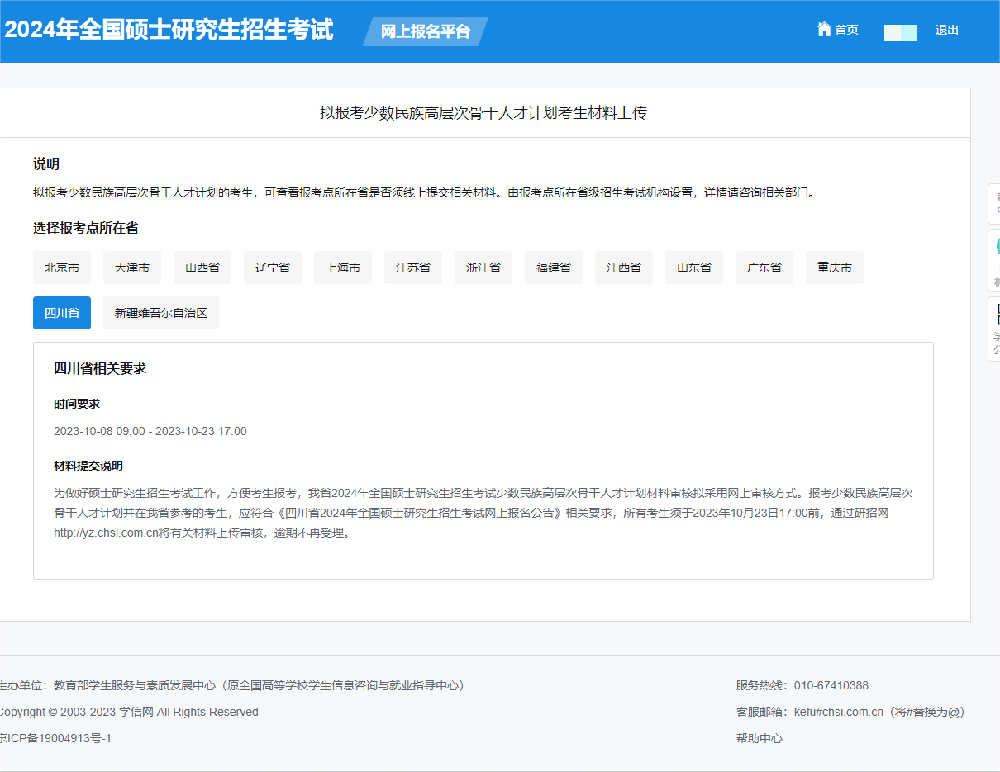 2024年全国硕士研究生招生考试
网上报名平台
首页
退出
拟报考少数民族高层次骨干人才计划考生材料上传
说明
拟报考少数民族高层次骨干人才计划的考生，可查看报考点所在省是否须线上提交相关材料。由报考点所在省级招生考试机构设置，详情请咨询相关部门。
选择报考点所在省
北京市 天津市 山西省 辽宁省 上海市 江苏省 浙江省 福建省 江西省 山东省 广东省 重庆市
四川省 新疆维吾尔自治区
四川省相关要求
时间要求
2023-10-08 09:00 - 2023-10-23 17:00
材料提交说明
为做好硕士研究生招生考试工作，方便考生报考，我省2024年全国硕士研究生招生考试少数民族高层次骨干人才计划材料审核拟采用网上审核方式。报考少数民族高层次
骨干人才计划并在我省参考的考生，应符合《四川省2024年全国硕士研究生招生考试网上报名公告》相关要求，所有考生须于2023年10月23日17:00前，通过研招网
http://yz.chsi.com.cn将有关材料上传审核，逾期不再受理。
主办单位：教育部学生服务与素质发展中心（原全国高等学校学生信息咨询与就业指导中心）
Copyright © 2003-2023 学信网 All Rights Reserved
京ICP备19004913号-1
服务热线：010-67410388
客服邮箱：kefu#chsi.com.cn（将#替换为@）
帮助中心